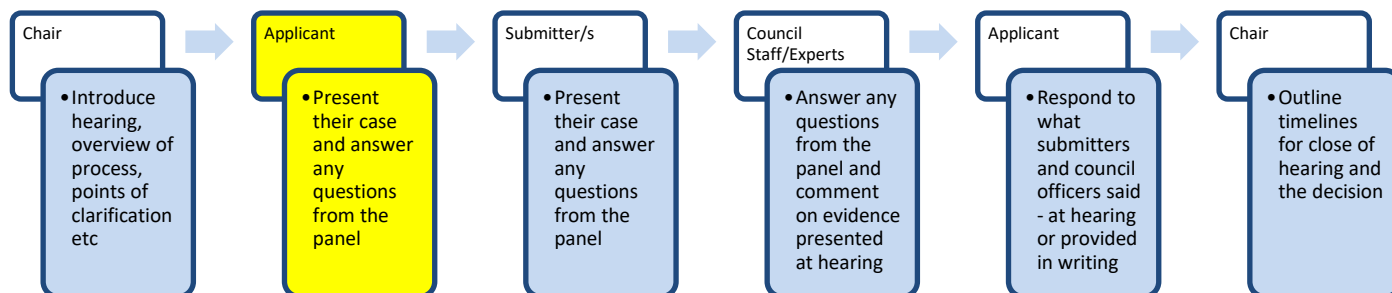 Chair
•Introduce
hearing,
overview of
process,
points of
clarification
etc
Applicant
•Present
their case
and answer
any
questions
from the
panel
Submitter/s
•Present
their case
and answer
any
questions
from the
panel
Council
Staff/Experts
•Answer any
questions
from the
panel and
comment
on evidence
presented
at hearing
Applicant
•Respond to
what
submitters
and council
officers said
- at hearing
or provided
in writing
Chair
•Outline
timelines
for close of
hearing and
the decision